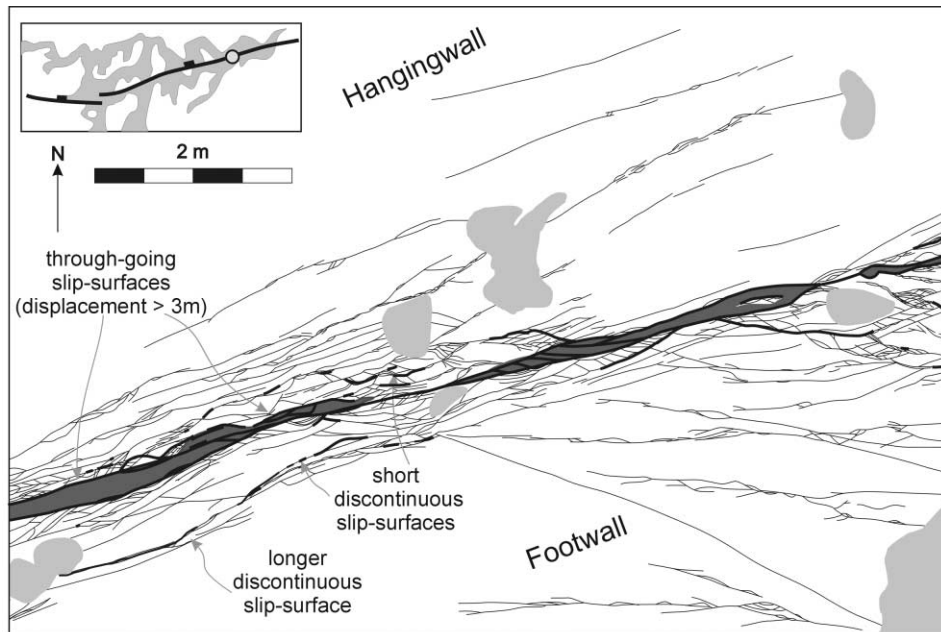 Hangingwall
N
2 m
through-going
slip-surfaces
(displacement > 3m)
short
discontinuous
slip-surfaces
longer
discontinuous
slip-surface
Footwall